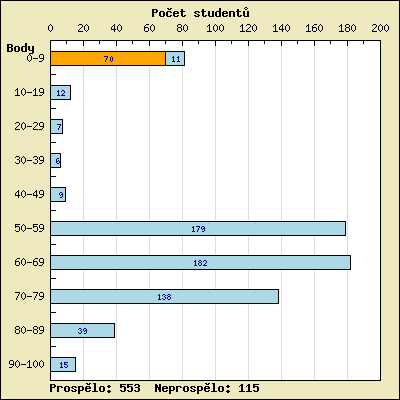 Počet studentů
0 20 40 60 80 100 120 140 160 180 200
Body
0-9 70 11
10-19 12
20-29 7
30-39 6
40-49 9
50-59 179
60-69 182
70-79 138
80-89 39
90-100 15
Prospělo: 553 Neprospělo: 115